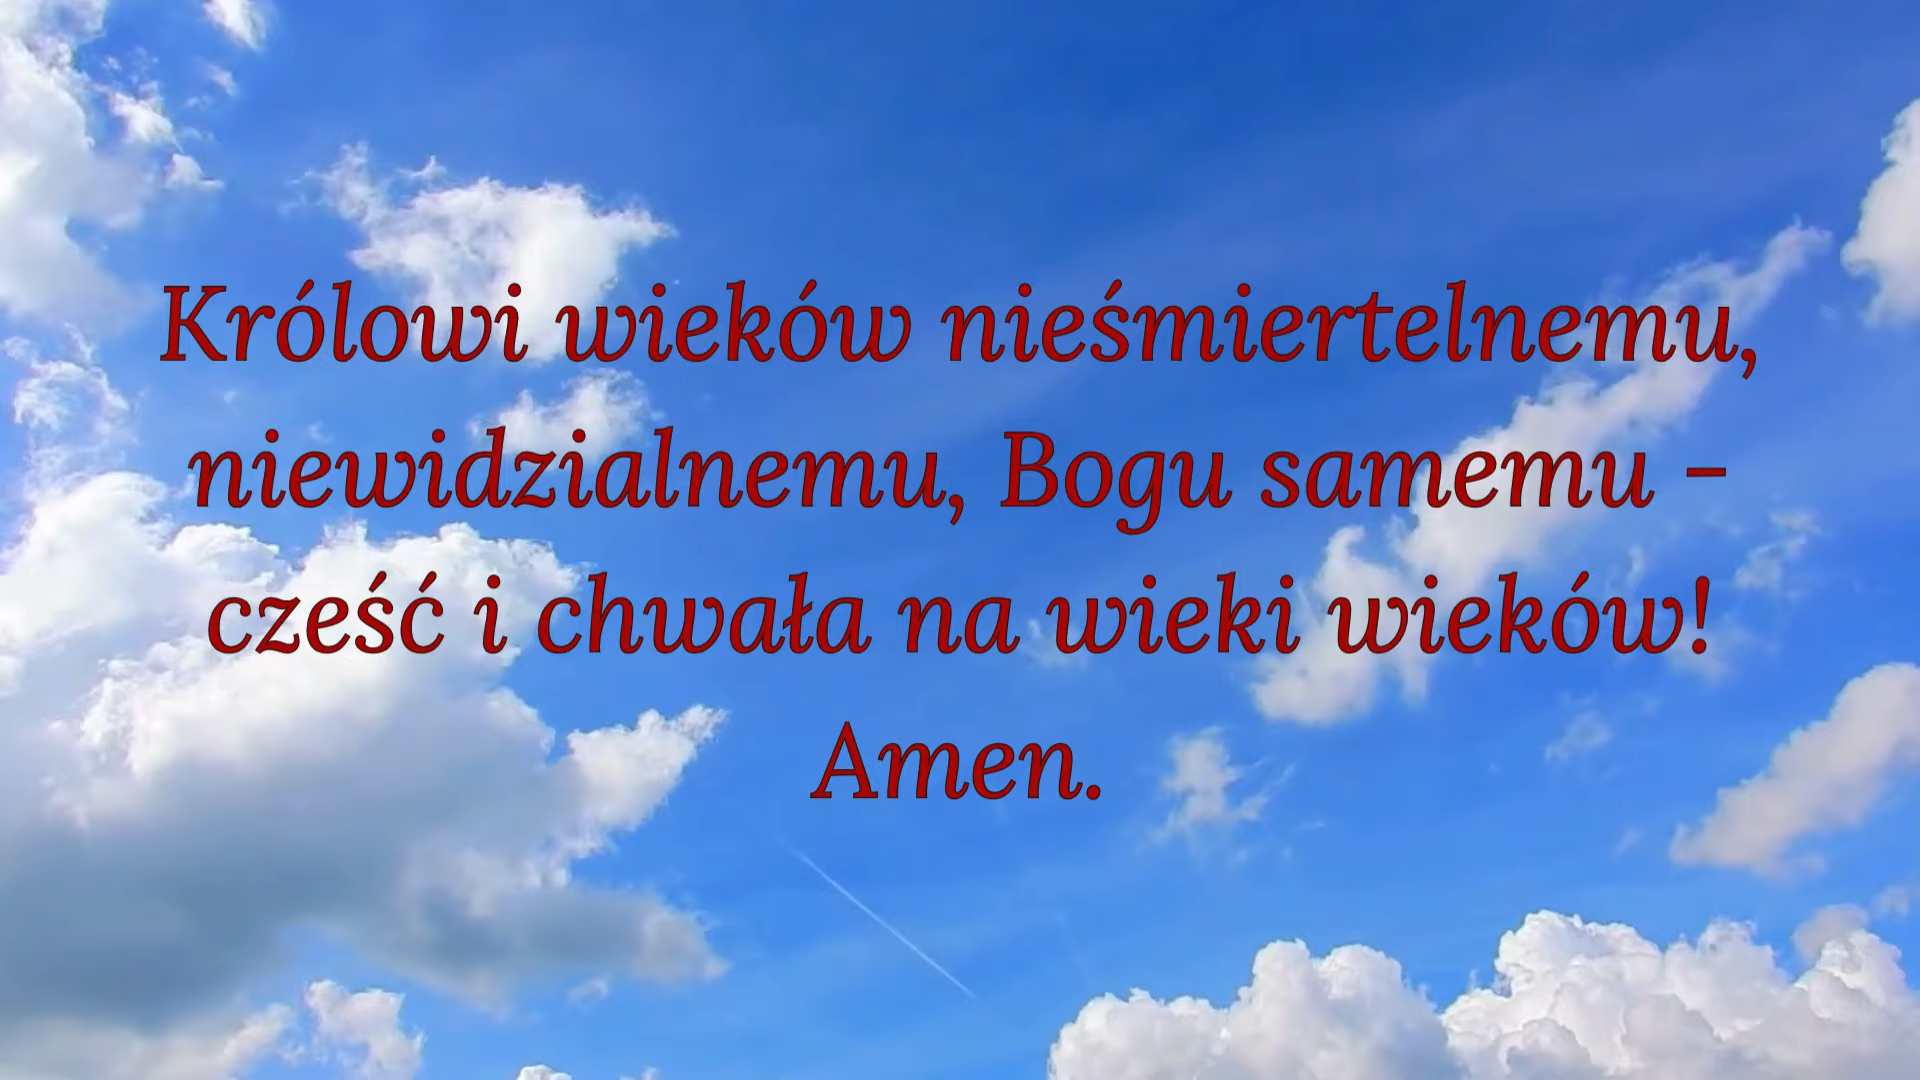 Królowi wieków nieśmiertelnemu,
niewidzialnemu, Bogu samemu –
cześć i chwała na wieki wieków!
Amen.